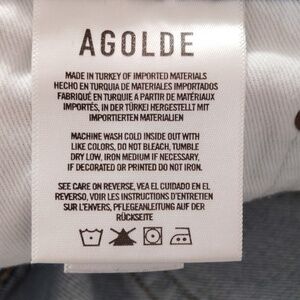 AGOLDE
MADE IN TURKEY OF IMPORTED MATERIALS
HECHO EN TURQUIA DE MATERIALES IMPORTADOS
FABRIQUÉ EN TURQUIE A PARTIR DE MATÉRIAUX
IMPORTÉS, IN DER TÜRKEI HERGESTELLT MIT
IMPORTIERTEN MATERIALIEN
MACHINE WASH COLD INSIDE OUT WITH
LIKE COLORS, DO NOT BLEACH, TUMBLE
DRY LOW, IRON MEDIUM IF NECESSARY,
IF DECORATED OR PRINTED DO NOT IRON.
SEE CARE ON REVERSE, VEA EL CUIDADO EN EL
REVERSO, VOIR LES INSTRUCTIONS D'ENTRETIEN
SUR L'ENVERS, PFLEGEANLEITUNG AUF DER
RÜCKSEITE